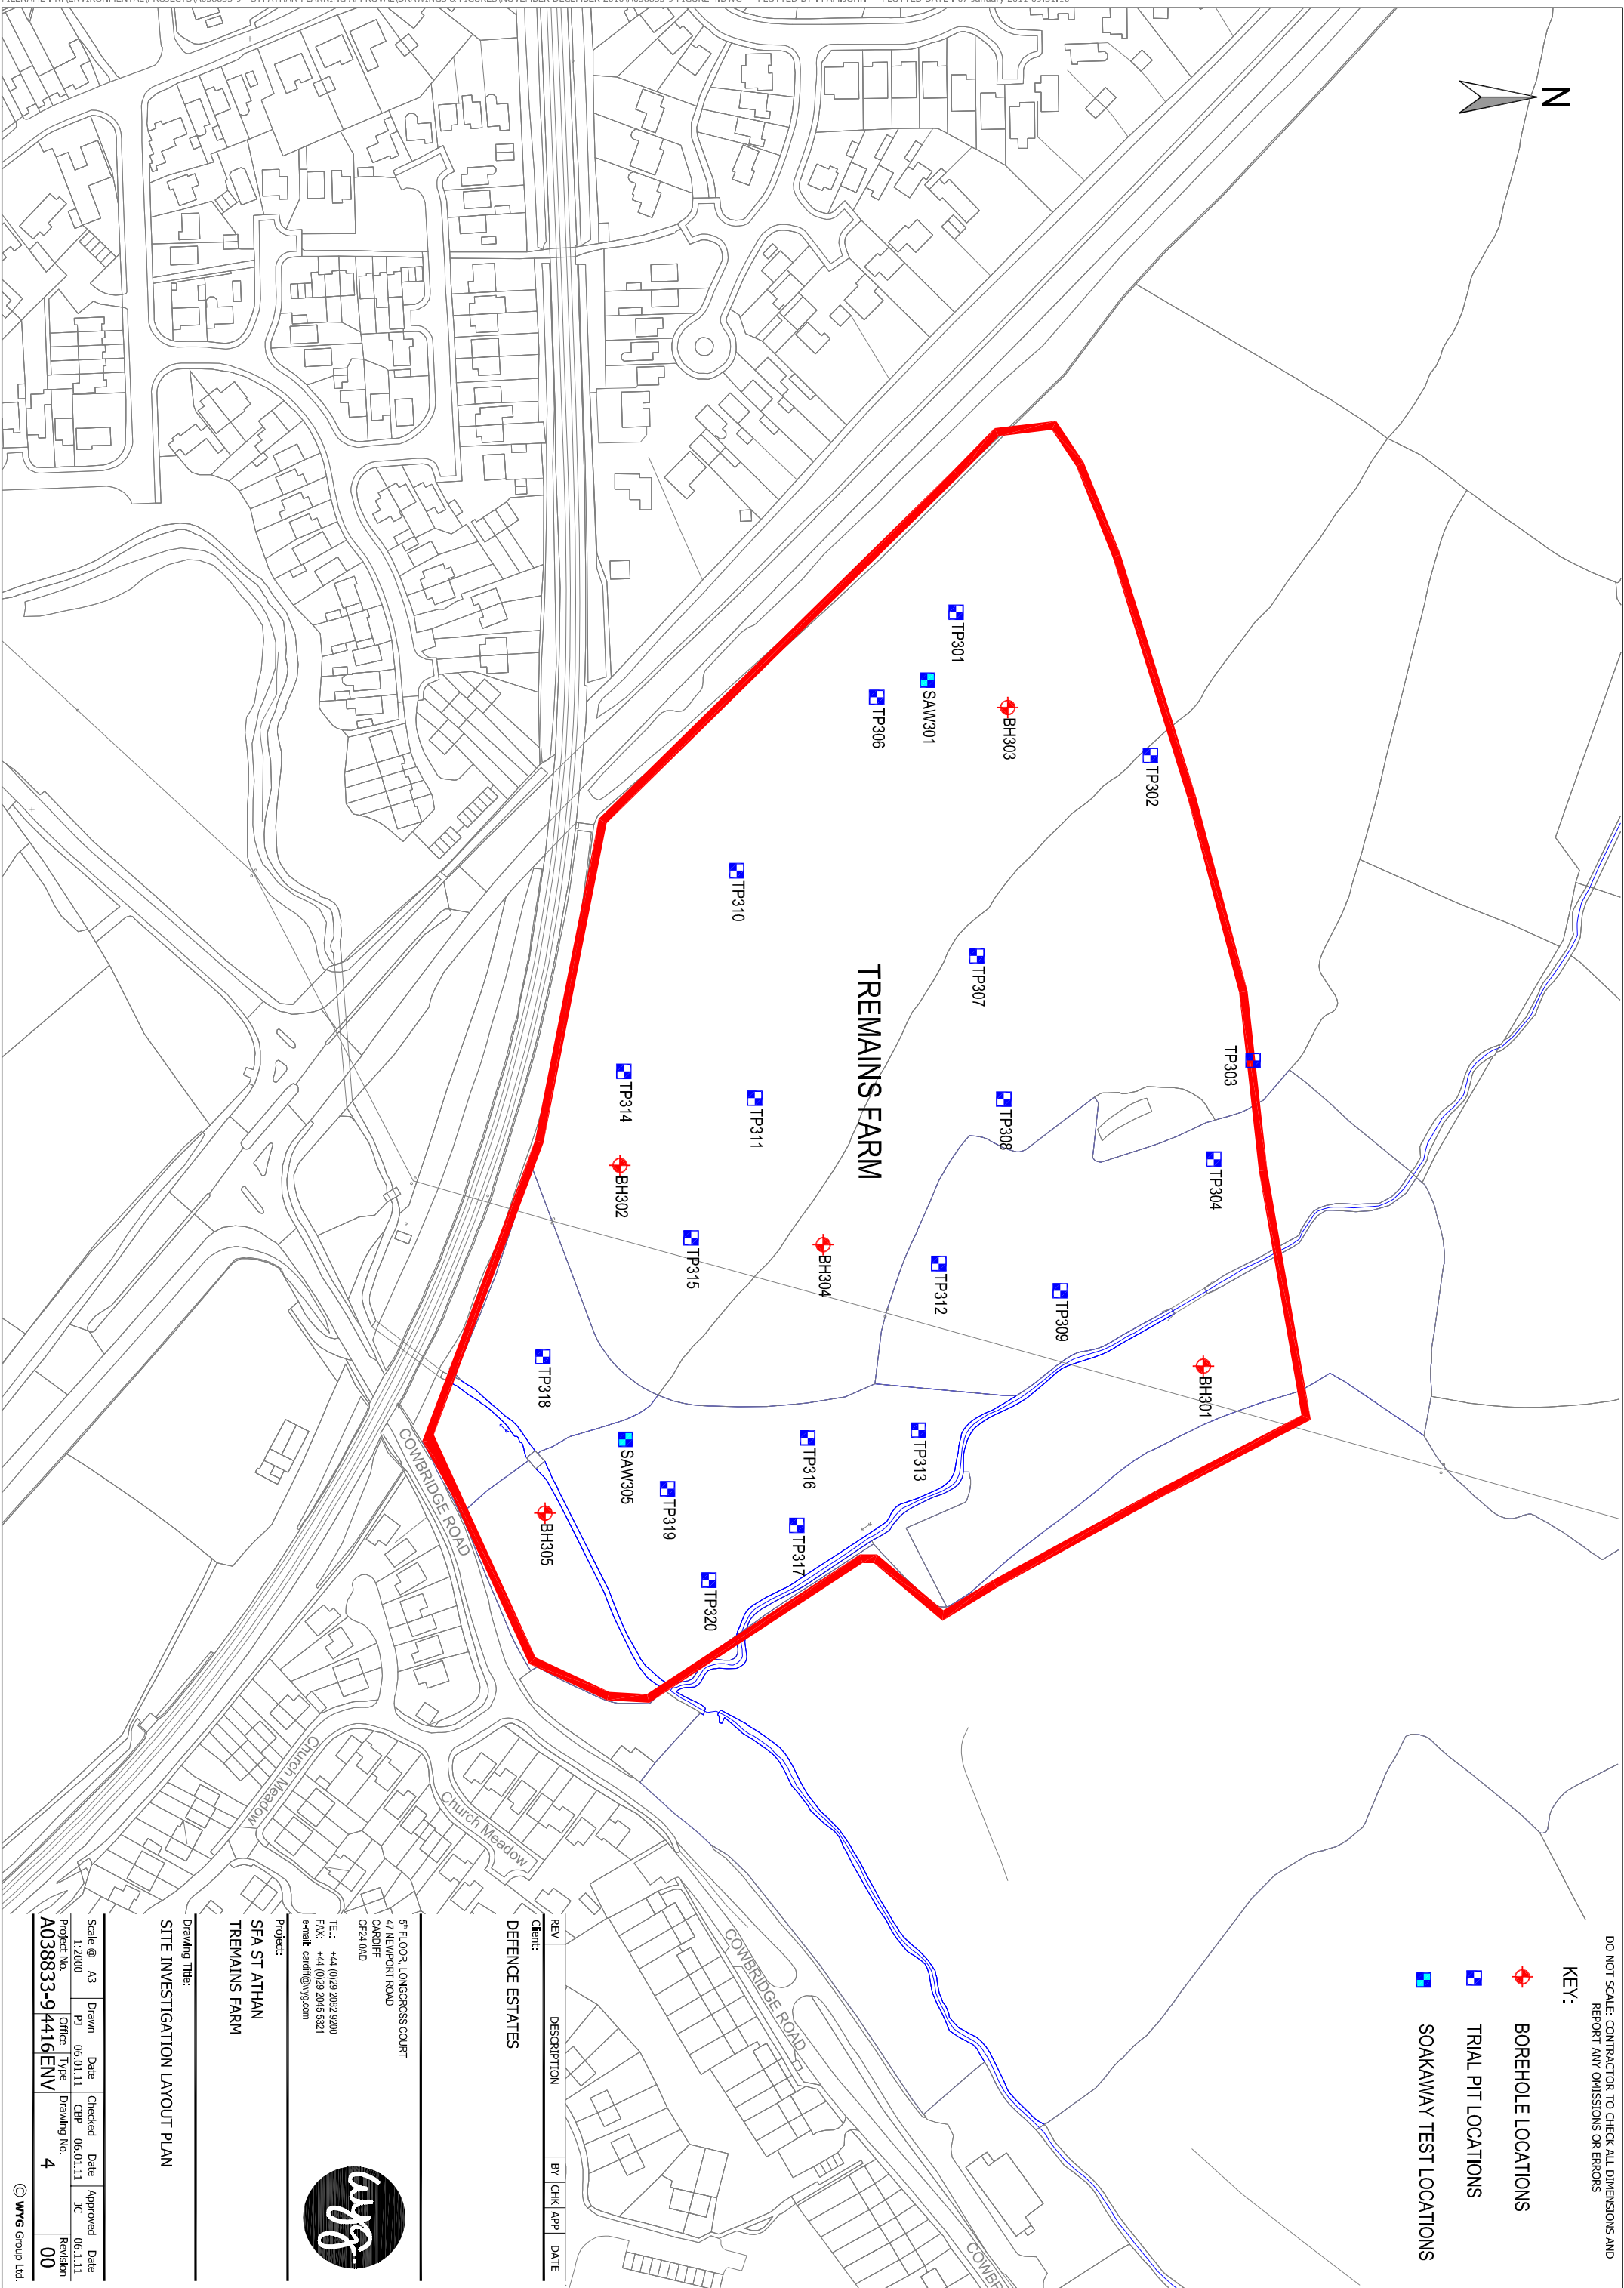 N
DO NOT SCALE: CONTRACTOR TO CHECK ALL DIMENSIONS AND
REPORT ANY OMISSIONS OR ERRORS
KEY:
BOREHOLE LOCATIONS
TRIAL PIT LOCATIONS
SOAKAWAY TEST LOCATIONS
TP303
TP304
BH301
TP302
TP309
BH303
TP308
TP307
TP301
TP312
SAW301
TP313
TP306
TREMAINS FARM
BH304
TP316
TP317
TP311
TP310
TP320
TP315
TP319
SAW305
TP314
BH302
BH305
TP318
COWBRIDGE ROAD
COWBRIDGE ROAD
COWBR
Church Meadow
Church Meadow
REV DESCRIPTION BY CHK APP DATE
Client:
DEFENCE ESTATES
5th FLOOR, LONGCROSS COURT
47 NEWPORT ROAD
CARDIFF
CF24 0AD
TEL: +44 (0)29 2082 9200
FAX: +44 (0)29 2045 5321
e-mail: cardiff@wyg.com
wyg.
Project:
SFA ST ATHAN
TREMAINS FARM
Drawing Title:
SITE INVESTIGATION LAYOUT PLAN
Scale @ A3 Drawn Date Checked Date Approved Date
1:2000 PJ 06.01.11 CBP 06.01.11 JC 06.1.11
Project No. Office Type Drawing No. Revision
A038833-9 4416 ENV 4 00
© WYG Group Ltd.